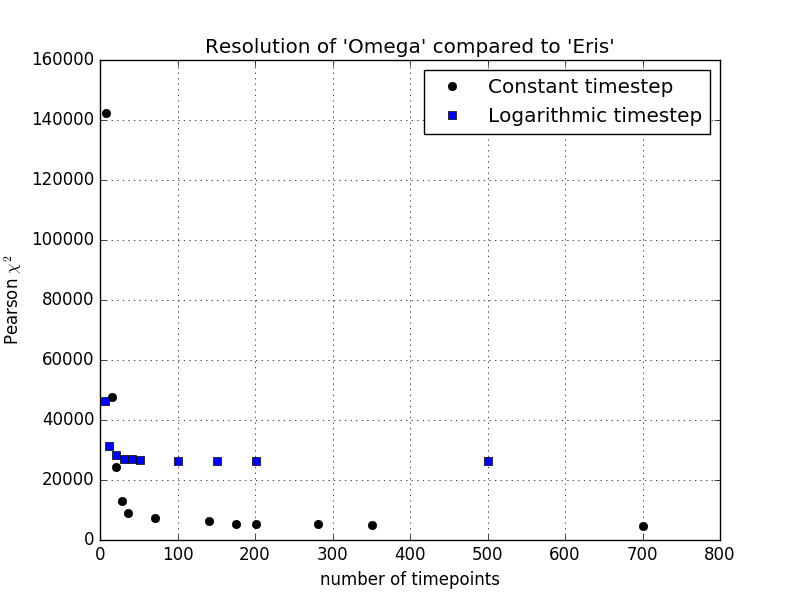 Resolution of 'Omega' compared to 'Eris'
160000
140000
120000
100000
80000
60000
40000
20000
0
Pearson χ²
Constant timestep
Logarithmic timestep
0 100 200 300 400 500 600 700 800
number of timepoints